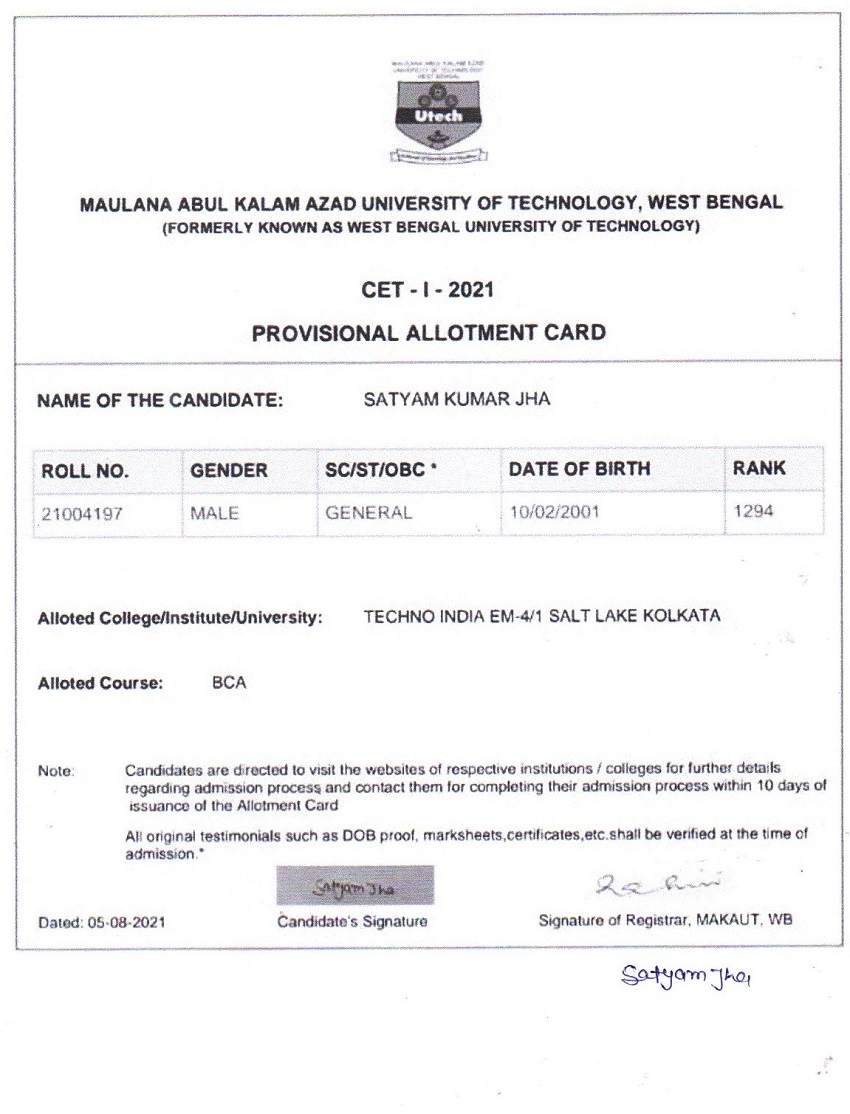 MAULANA ABUL KALAM AZAD
UNIVERSITY OF TECHNOLOGY
WEST BENGAL
Utech
MAULANA ABUL KALAM AZAD UNIVERSITY OF TECHNOLOGY, WEST BENGAL
(FORMERLY KNOWN AS WEST BENGAL UNIVERSITY OF TECHNOLOGY)
CET - I - 2021
PROVISIONAL ALLOTMENT CARD
NAME OF THE CANDIDATE: SATYAM KUMAR JHA
ROLL NO. GENDER SC/ST/OBC * DATE OF BIRTH RANK
21004197 MALE GENERAL 10/02/2001 1294
Alloted College/Institute/University: TECHNO INDIA EM-4/1 SALT LAKE KOLKATA
Alloted Course: BCA
Note: Candidates are directed to visit the websites of respective institutions / colleges for further details
regarding admission process and contact them for completing their admission process within 10 days of
issuance of the Allotment Card
All original testimonials such as DOB proof, marksheets,certificates,etc.shall be verified at the time of
admission.*
Satyam Jha
Dated: 05-08-2021 Candidate's Signature Signature of Registrar, MAKAUT, WB
Satyam Jha